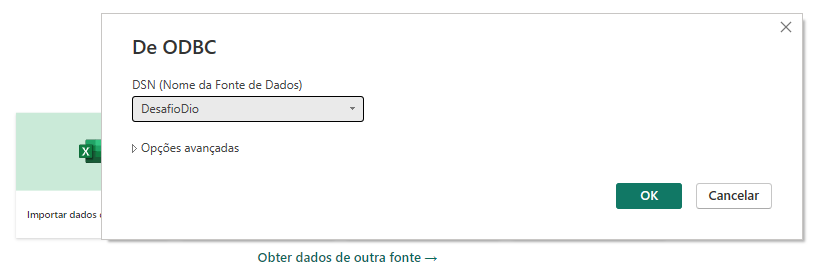 De ODBC
DSN (Nome da Fonte de Dados)
DesafioDio
Opções avançadas
OK Cancelar
Importar dados
Obter dados de outra fonte →